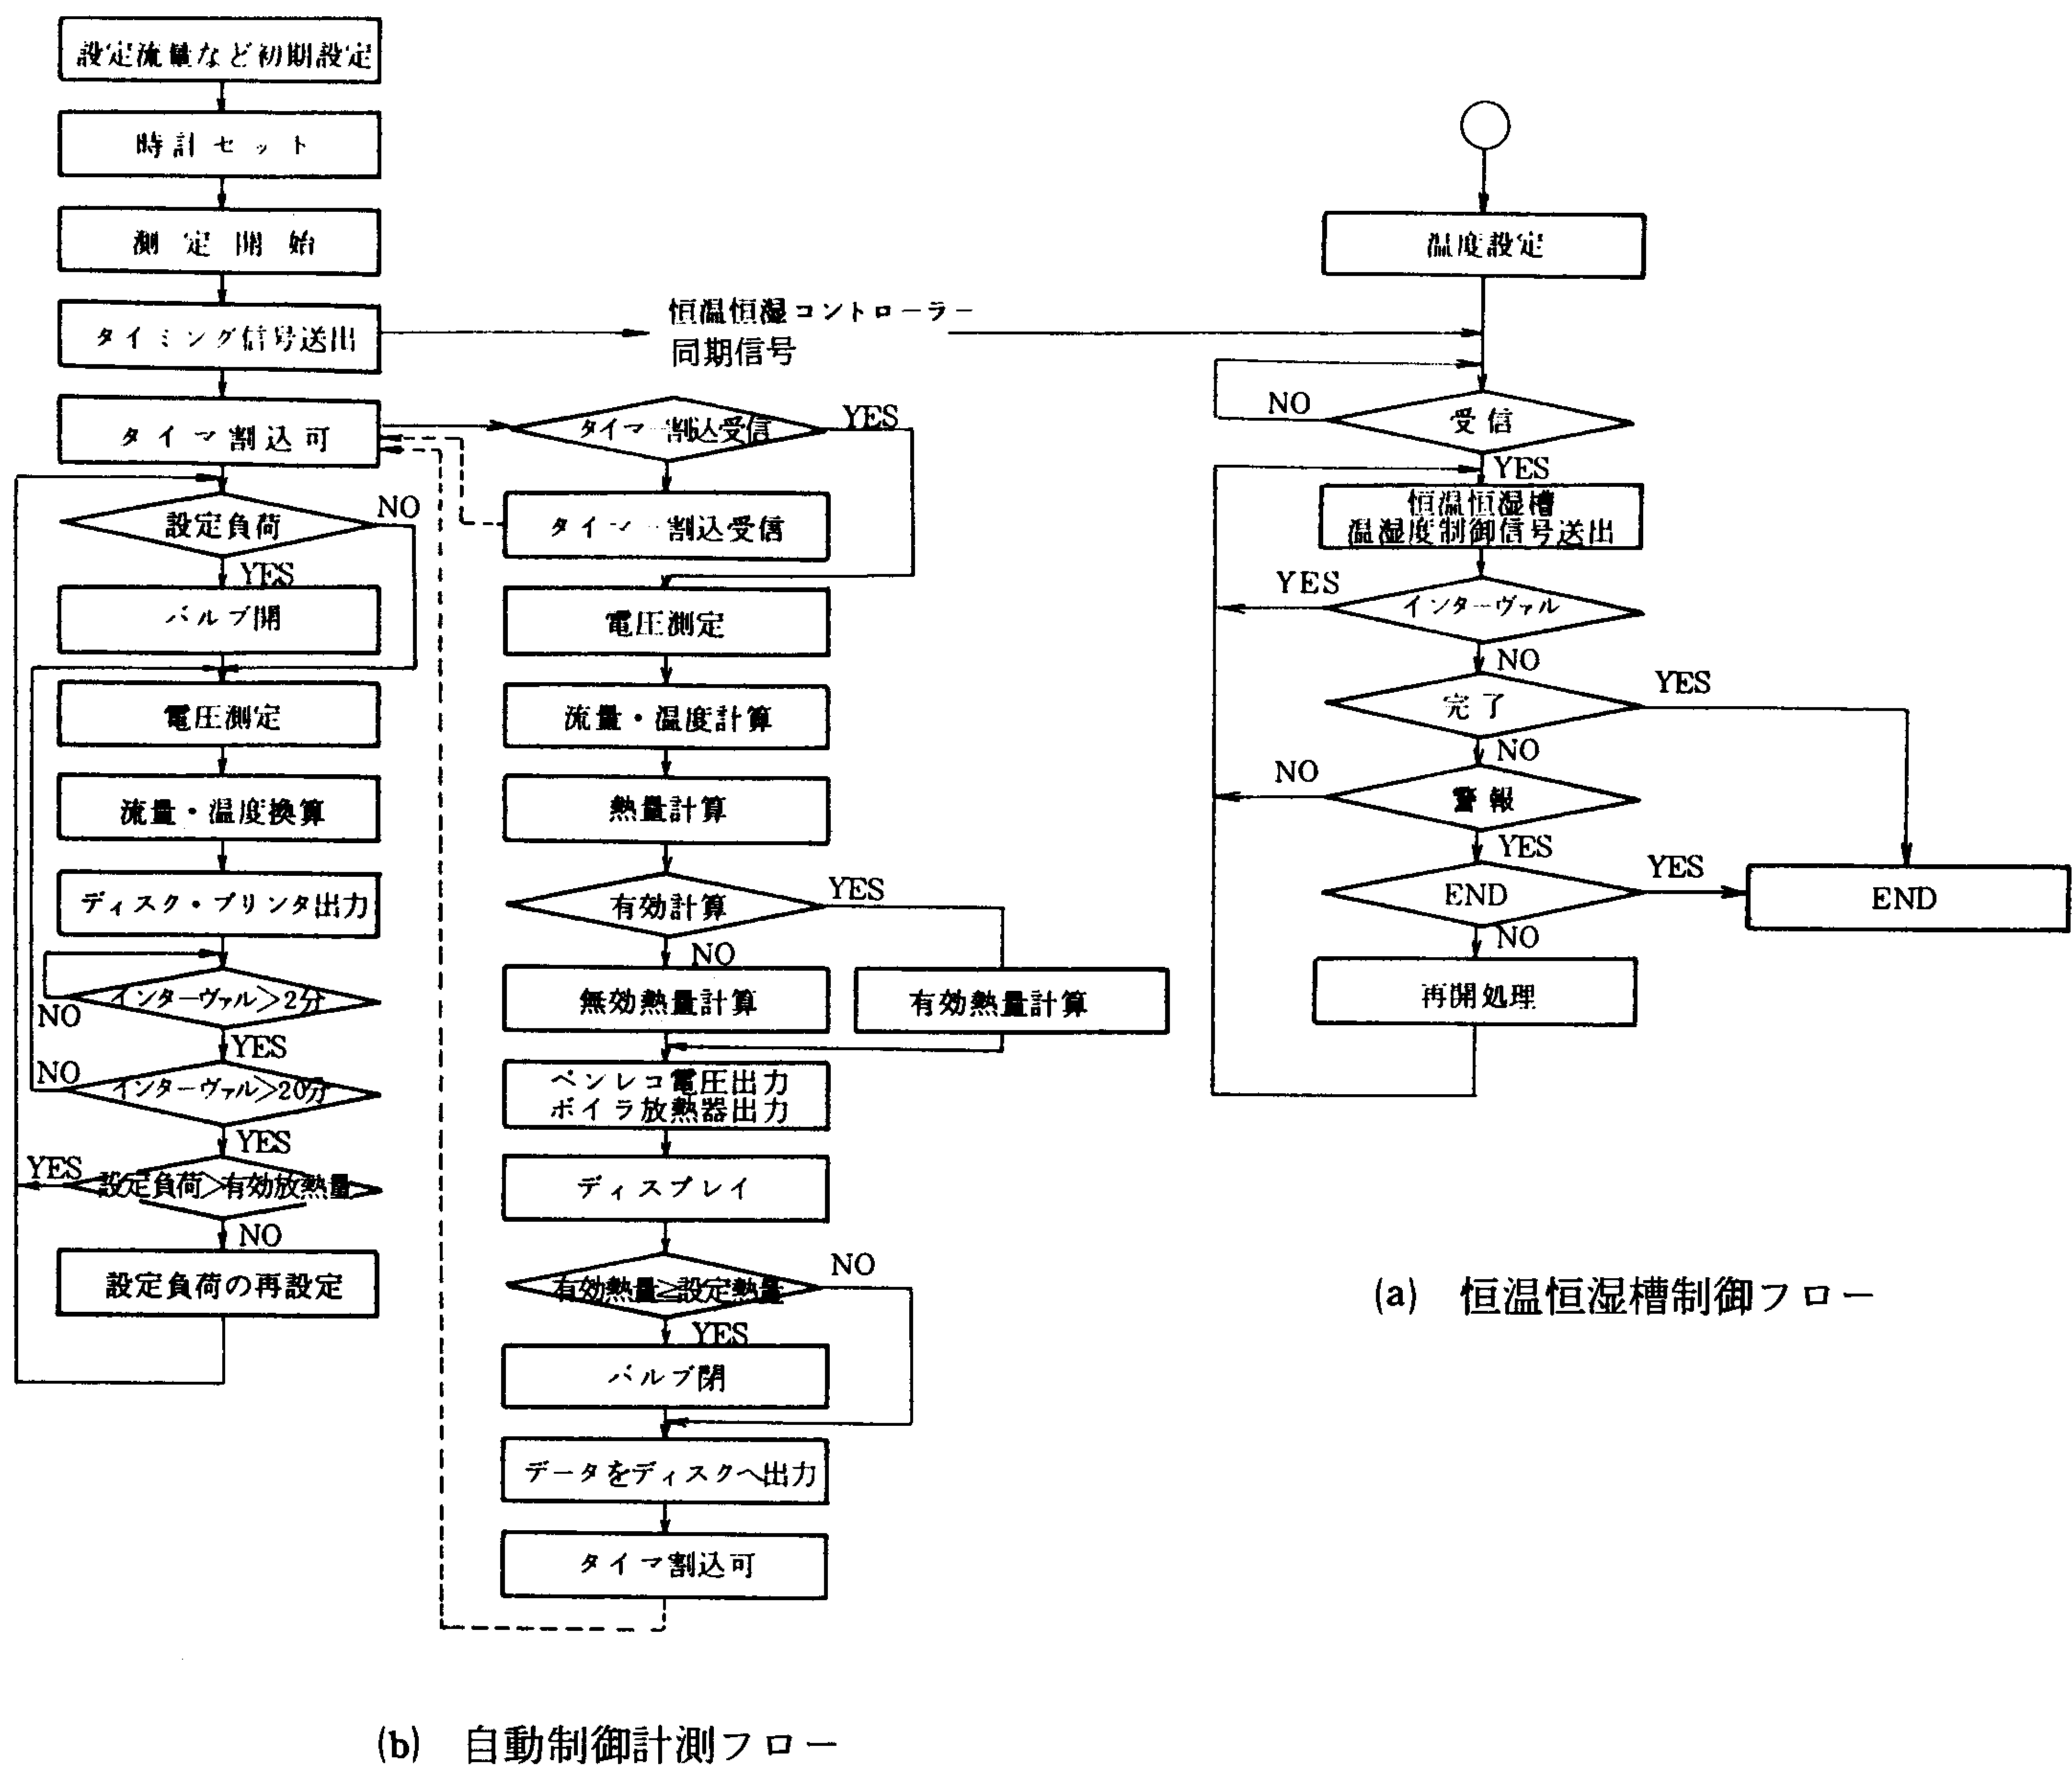 設定流量など初期設定
時計セット
測定開始
タイミング信号送出
タイマ割込可
設定負荷
NO
YES
バルブ開
電圧測定
流量・温度換算
ディスク・プリンタ出力
インターヴァル>2分
NO
YES
インターヴァル>20分
NO
YES
設定負荷>有効放熱量
YES
NO
設定負荷の再設定
恒温恒湿コントローラー
同期信号
タイマー割込受信
YES
タイマー割込受信
電圧測定
流量・温度計算
熱量計算
有効計算
YES
NO
無効熱量計算
有効熱量計算
ペンレコ電圧出力
ボイラ放熱器出力
ディスプレイ
有効熱量≧設定熱量
NO
YES
バルブ閉
データをディスクへ出力
タイマ割込可
(b) 自動制御計測フロー
温度設定
受信
NO
YES
恒温恒湿槽
温湿度制御信号送出
インターヴァル
YES
NO
完了
YES
NO
警報
NO
YES
END
YES
END
NO
再開処理
(a) 恒温恒湿槽制御フロー